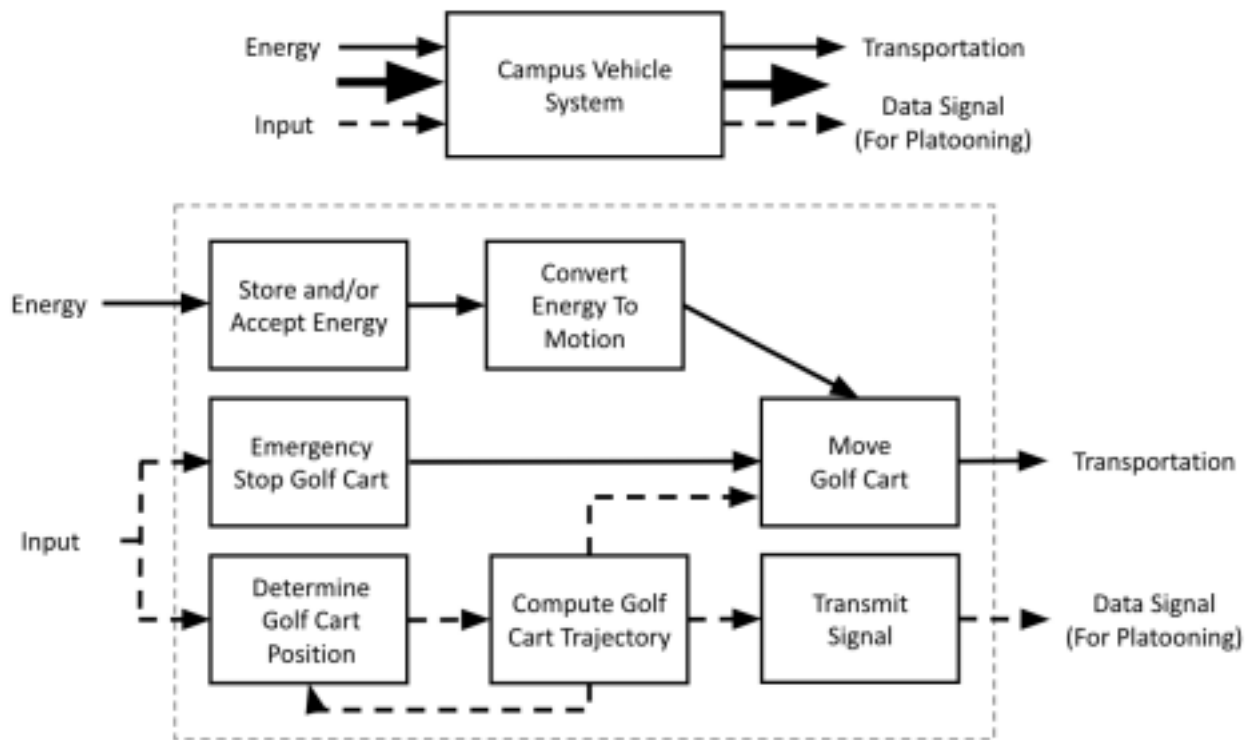 Energy
Input
Campus Vehicle
System
Transportation
Data Signal
(For Platooning)
Energy
Store and/or
Accept Energy
Convert
Energy To
Motion
Emergency
Stop Golf Cart
Move
Golf Cart
Transportation
Input
Determine
Golf Cart
Position
Compute Golf
Cart Trajectory
Transmit
Signal
Data Signal
(For Platooning)